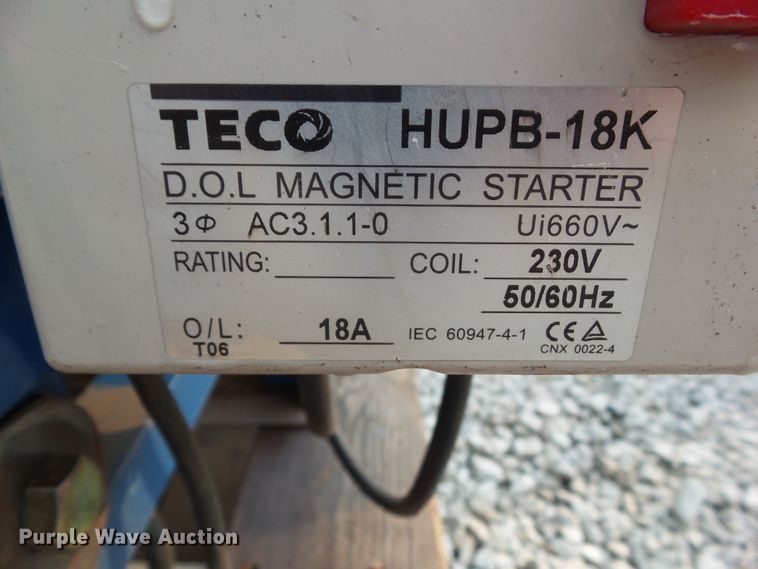 TECO HUPB-18K
D.O.L MAGNETIC STARTER
3Φ AC3.1.1-0 Ui660V~
RATING: COIL: 230V
50/60Hz
O/L: 18A IEC 60947-4-1 CE
T06 CNX 0022-4
Purple Wave Auction